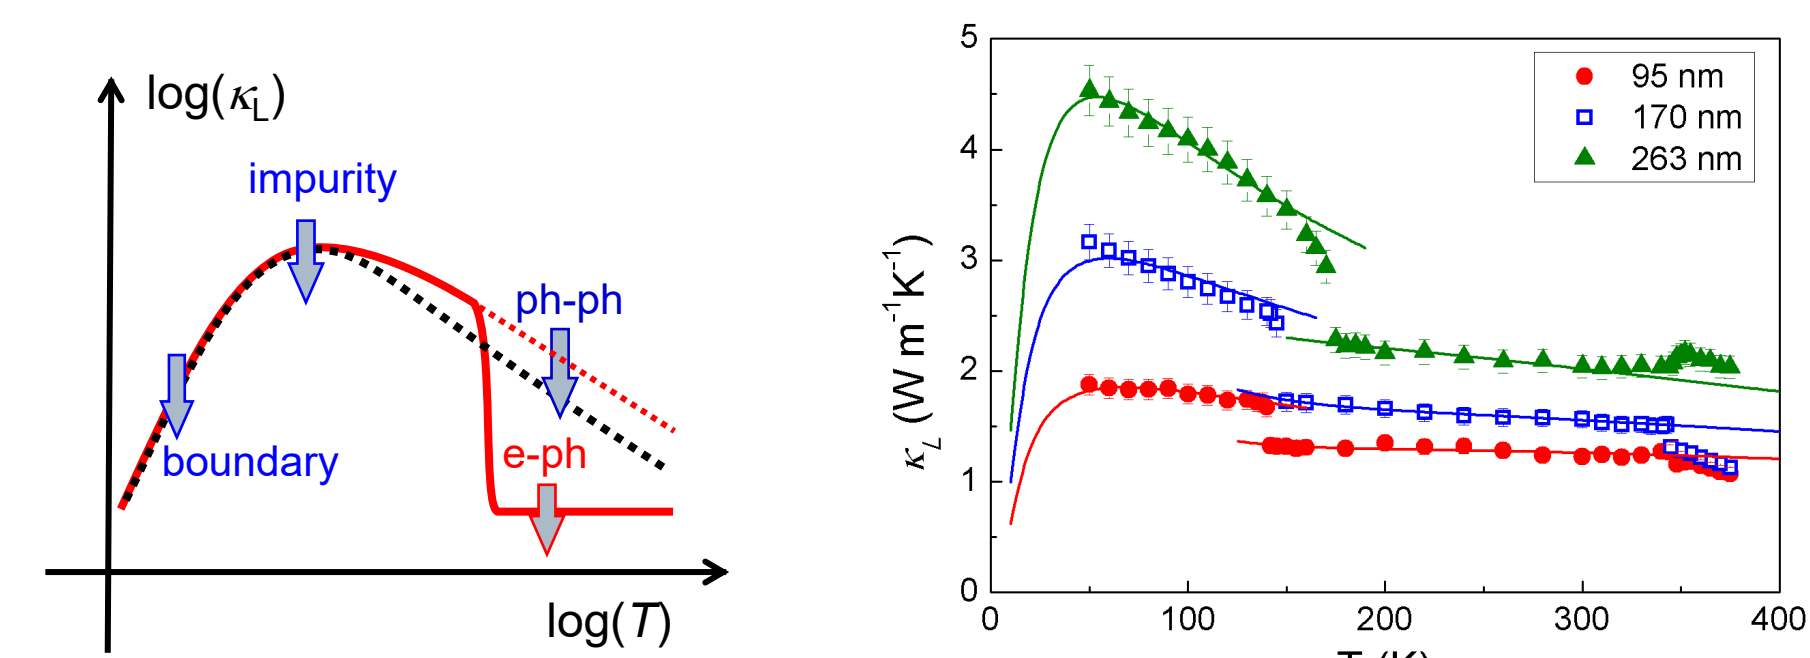 log(κL)
impurity
ph-ph
boundary
e-ph
log(T)
5
4
3
2
1
0
κL (W m-1K-1)
95 nm
170 nm
263 nm
0
100
200
300
400
T (K)